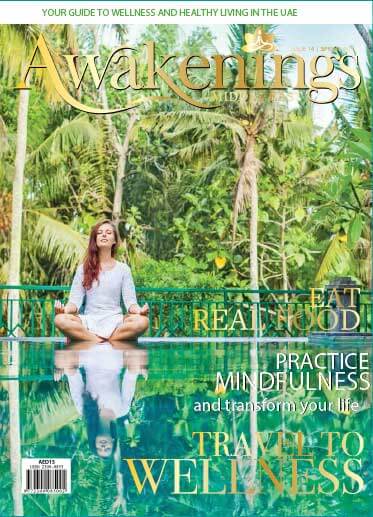 YOUR GUIDE TO WELLNESS AND HEALTHY LIVING IN THE UAE
Awakenings
EAT
REAL FOOD
PRACTICE
MINDFULNESS
and transform your life
TRAVEL TO
WELLNESS
AED15